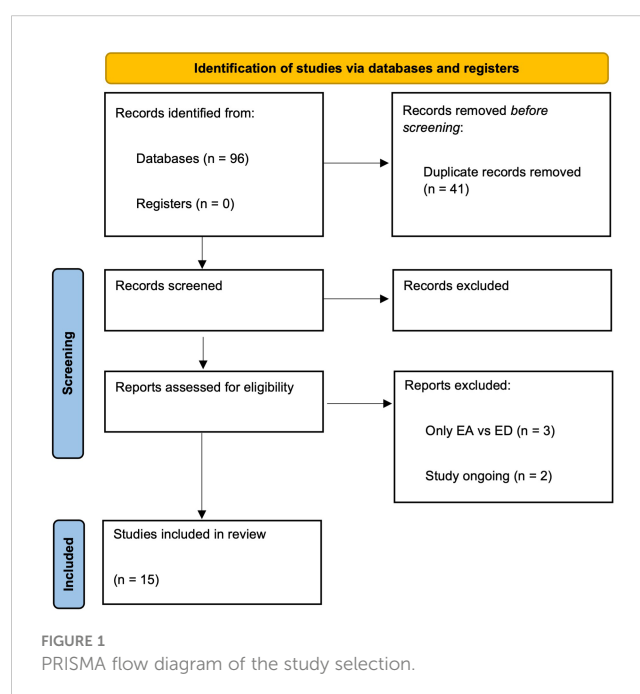 Identification of studies via databases and registers
Records identified from:
Databases (n = 96)
Registers (n = 0)
Records removed before
screening:
Duplicate records removed
(n = 41)
Screening
Records screened
Records excluded
Reports assessed for eligibility
Reports excluded:
Only EA vs ED (n = 3)
Study ongoing (n = 2)
Included
Studies included in review
(n = 15)
FIGURE 1
PRISMA flow diagram of the study selection.